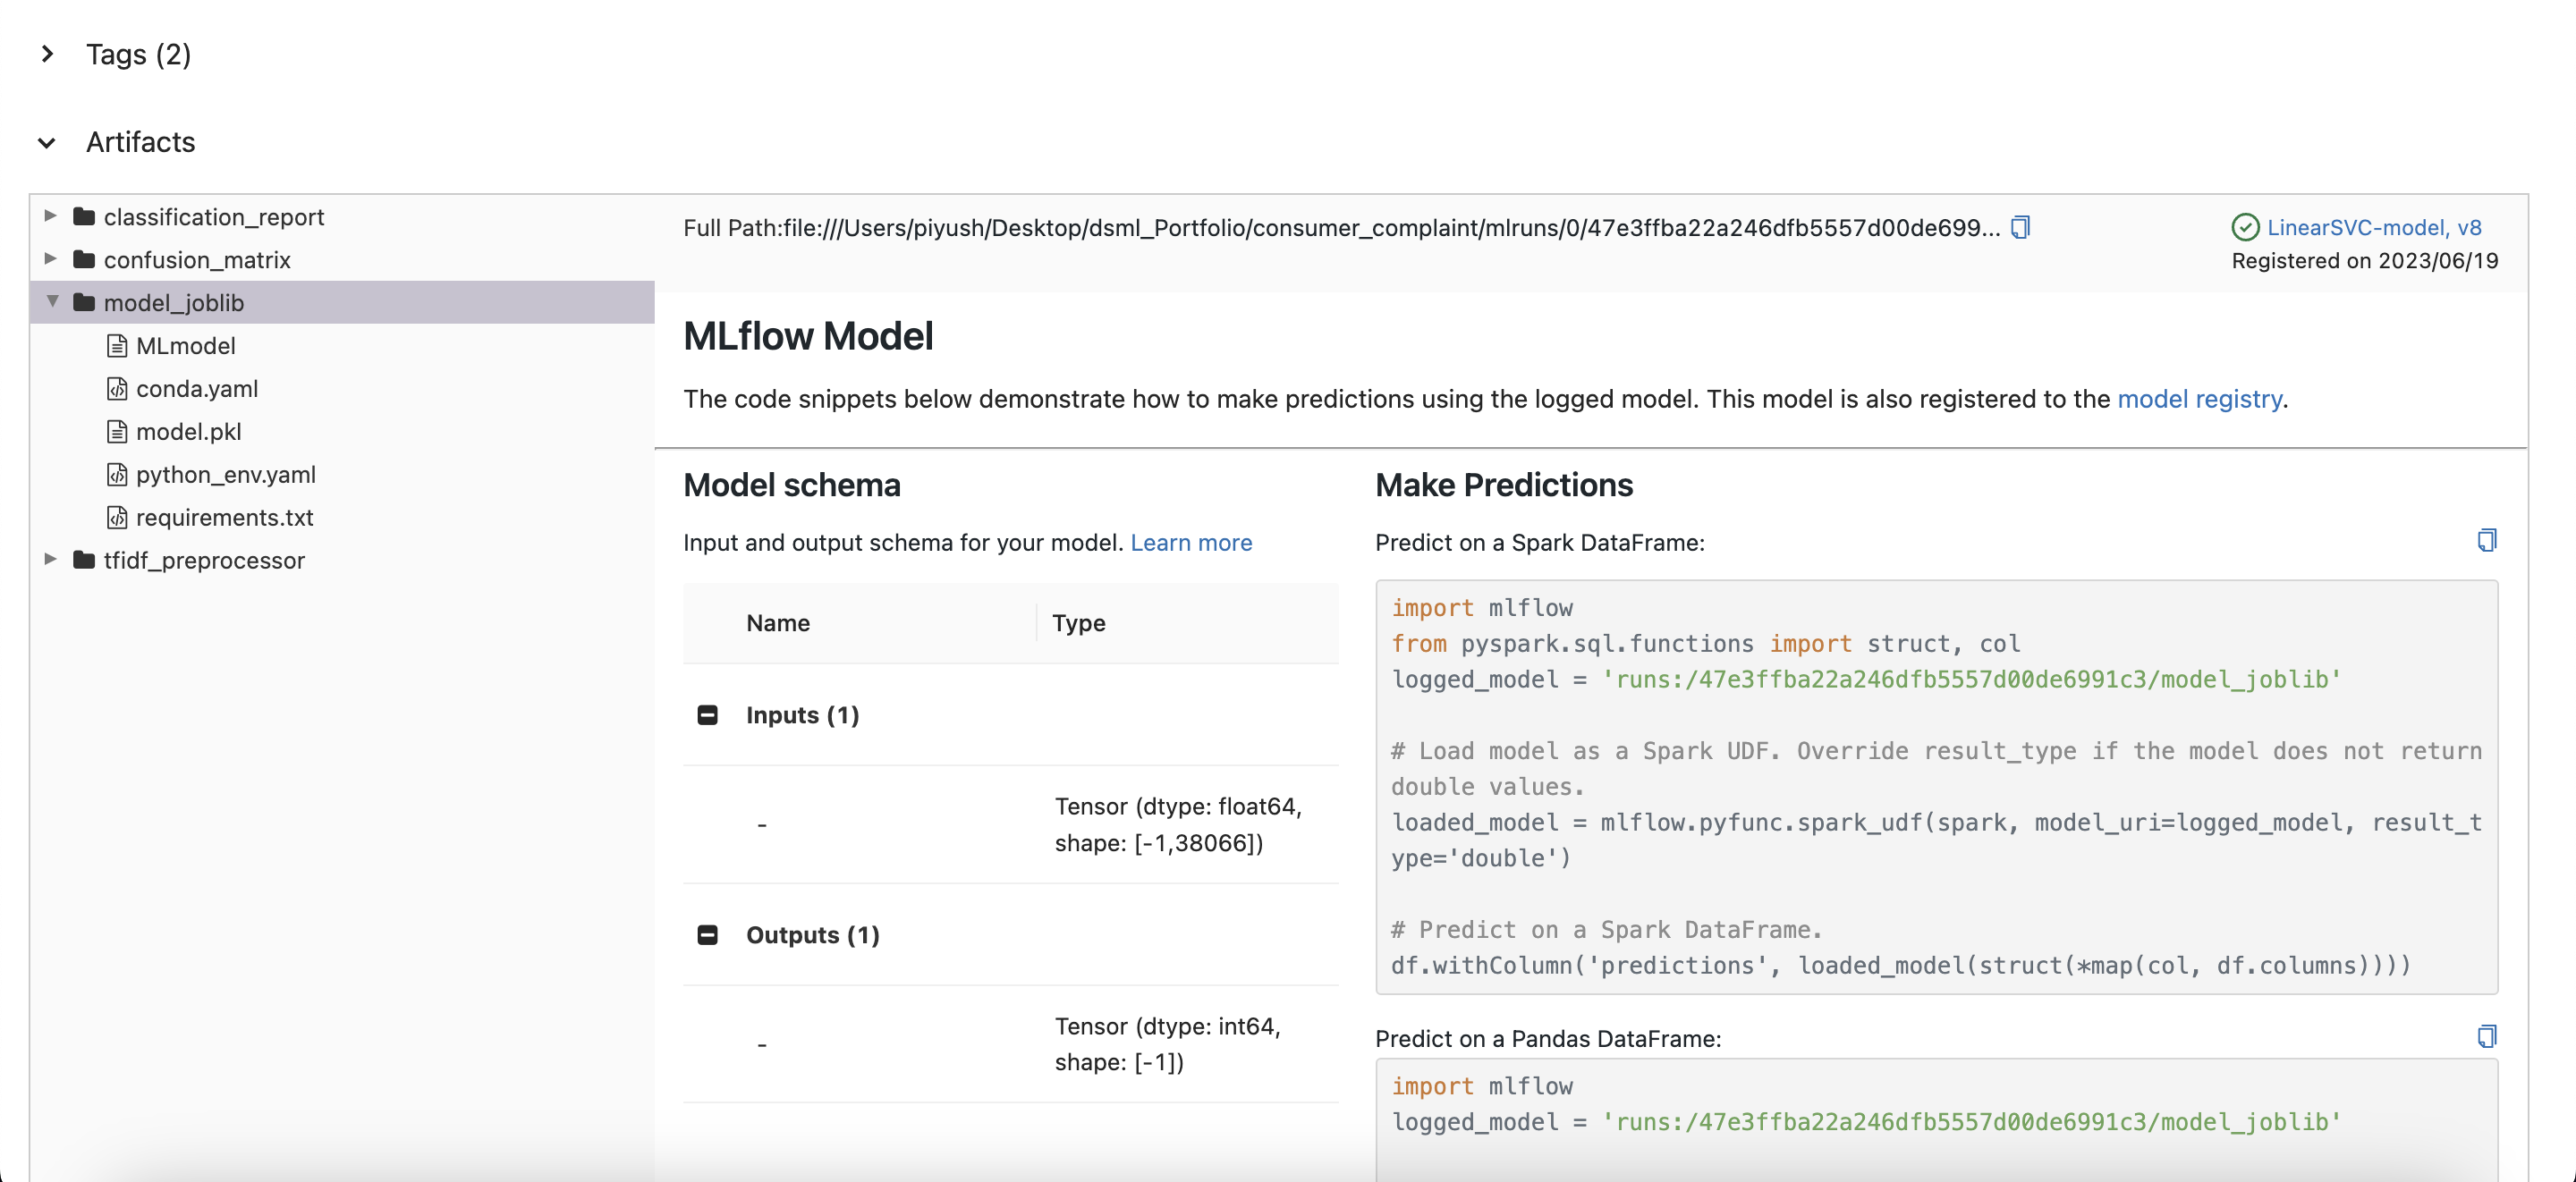 Tags (2)
Artifacts
classification_report
confusion_matrix
model_joblib
MLmodel
conda.yaml
model.pkl
python_env.yaml
requirements.txt
tfidf_preprocessor
Full Path:file:///Users/piyush/Desktop/dsml_Portfolio/consumer_complaint/mlruns/0/47e3ffba22a246dfb5557d00de699...
LinearSVC-model, v8
Registered on 2023/06/19
MLflow Model
The code snippets below demonstrate how to make predictions using the logged model. This model is also registered to the model registry.
Model schema
Input and output schema for your model. Learn more
Name Type
Inputs (1)
- Tensor (dtype: float64,
shape: [-1,38066])
Outputs (1)
- Tensor (dtype: int64,
shape: [-1])
Make Predictions
Predict on a Spark DataFrame:
import mlflow
from pyspark.sql.functions import struct, col
logged_model = 'runs:/47e3ffba22a246dfb5557d00de6991c3/model_joblib'
# Load model as a Spark UDF. Override result_type if the model does not return
double values.
loaded_model = mlflow.pyfunc.spark_udf(spark, model_uri=logged_model, result_t
ype='double')
# Predict on a Spark DataFrame.
df.withColumn('predictions', loaded_model(struct(*map(col, df.columns))))
Predict on a Pandas DataFrame:
import mlflow
logged_model = 'runs:/47e3ffba22a246dfb5557d00de6991c3/model_joblib'